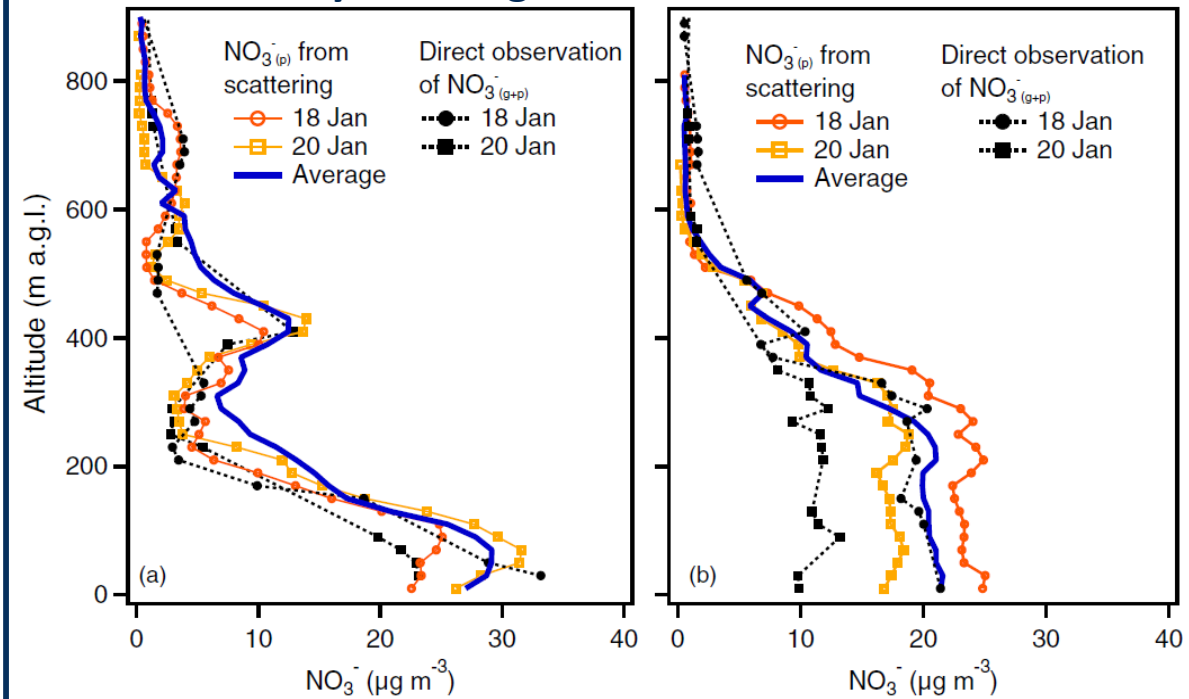 NO3-(p) from
scattering
18 Jan
20 Jan
Average
Direct observation
of NO3-(g+p)
18 Jan
20 Jan
(a)
NO3-(p) from
scattering
18 Jan
20 Jan
Average
Direct observation
of NO3-(g+p)
18 Jan
20 Jan
(b)
Altitude (m a.g.l.)
800
600
400
200
0
0 10 20 30 40
NO3- (µg m-3)
0 10 20 30 40
NO3- (µg m-3)